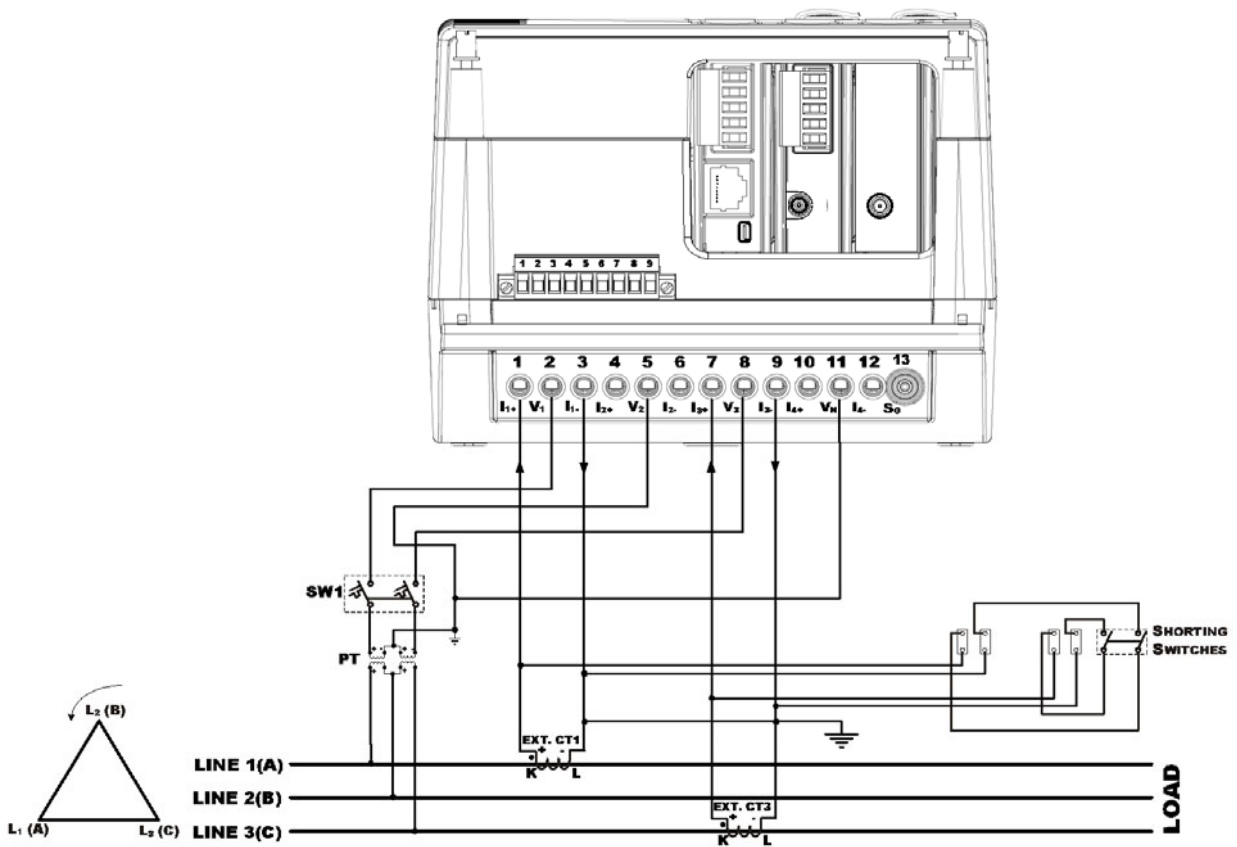 1 2 3 4 5 6 7 8 9
1 2 3 4 5 6 7 8 9 10 11 12 13
I₁₊ V₁ I₁₋ I₂₊ V₂ I₂₋ I₃₊ V₃ I₃₋ I₄₊ Vɴ I₄₋ S₀
SW1
SHORTING
SWITCHES
PT
L₂ (B)
EXT. CT1
+ -
K L
LINE 1(A)
LINE 2(B)
EXT. CT3
+ -
K L
LINE 3(C)
L₁ (A)
L₃ (C)
LOAD